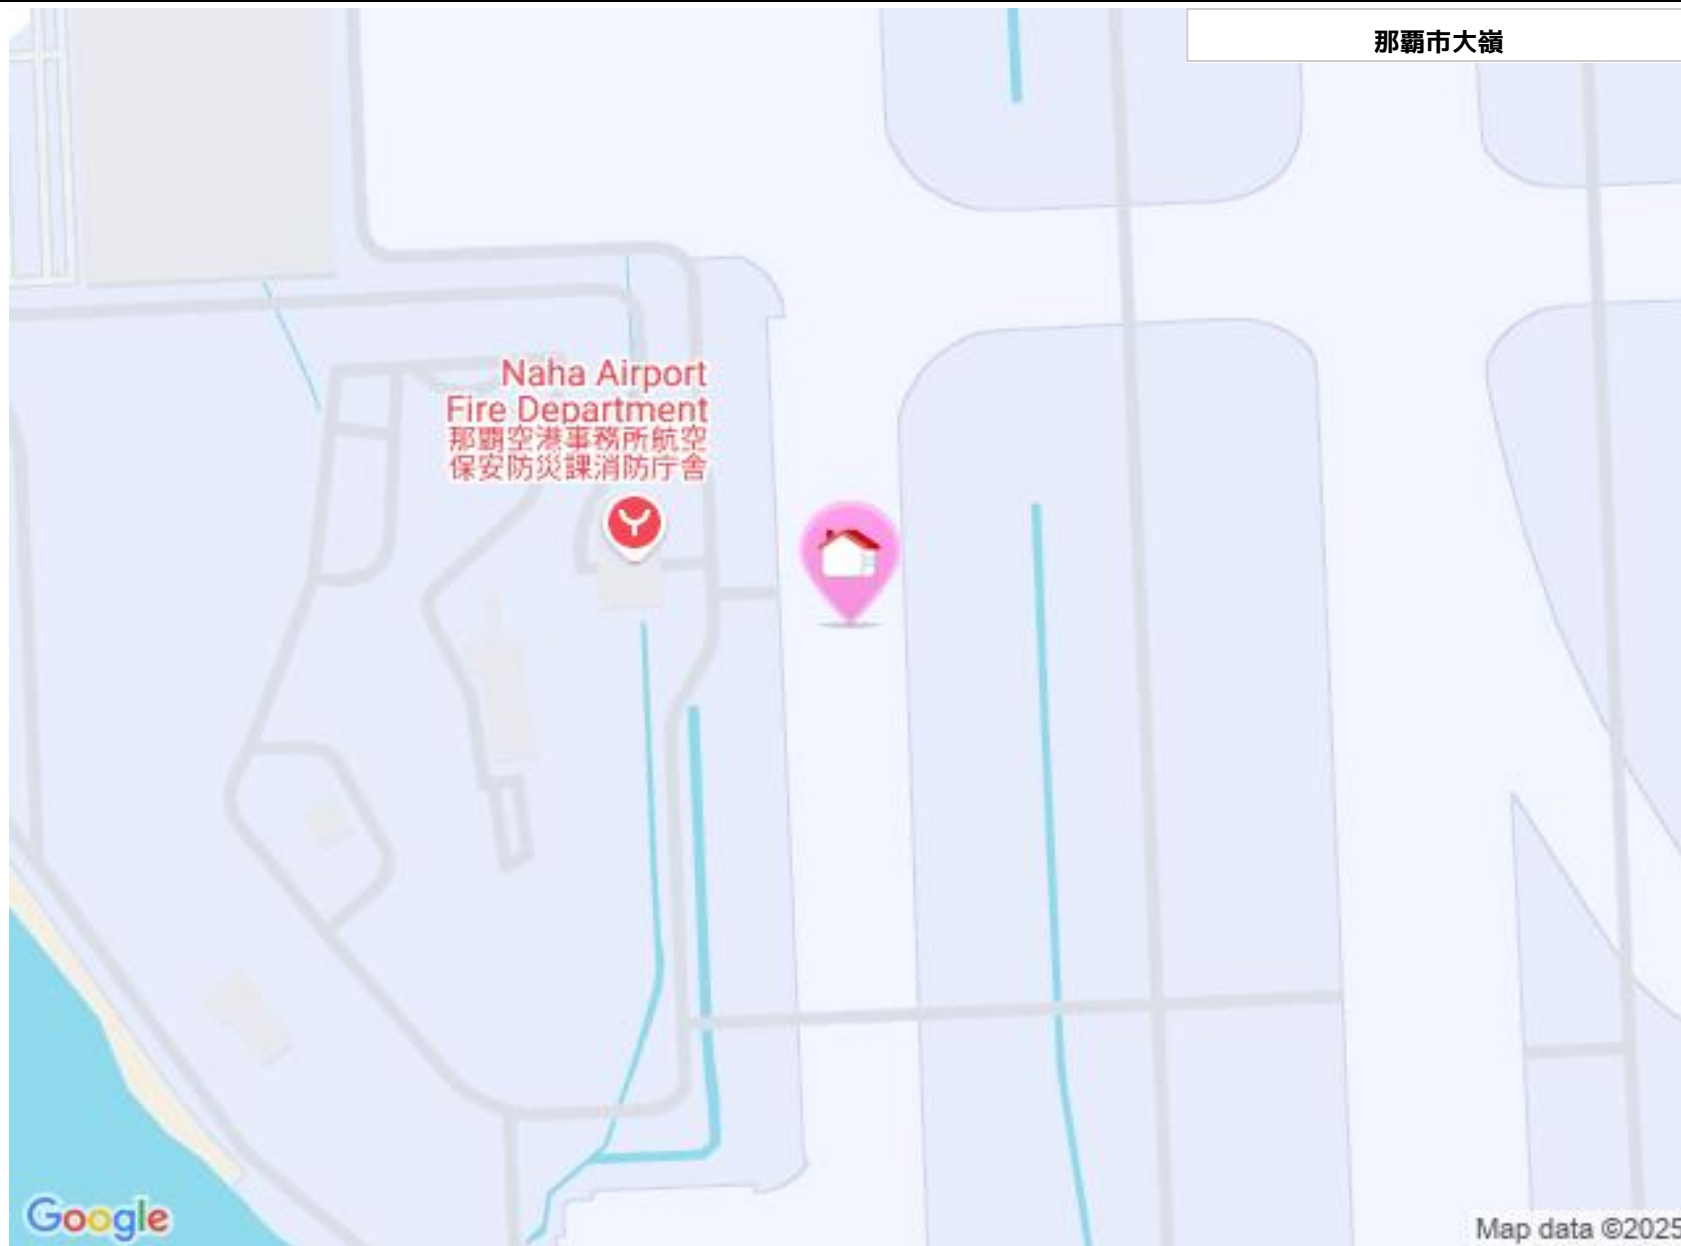 那覇市大嶺
Naha Airport
Fire Department
那覇空港事務所航空
保安防災課消防庁舎
Google
Map data ©2025